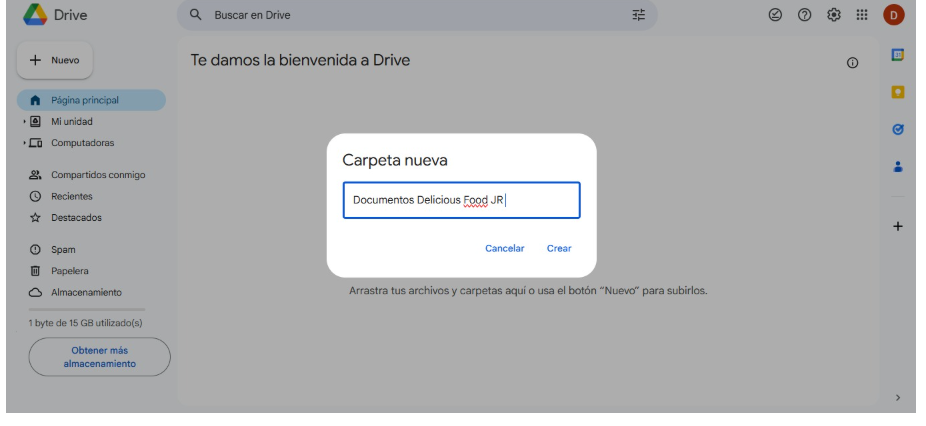 Drive
Buscar en Drive
D
Nuevo
Te damos la bienvenida a Drive
Página principal
Mi unidad
Computadoras
Compartidos conmigo
Recientes
Destacados
Spam
Papelera
Almacenamiento
1 byte de 15 GB utilizado(s)
Obtener más
almacenamiento
Carpeta nueva
Documentos Delicious Food JR
Cancelar Crear
Arrastra tus archivos y carpetas aquí o usa el botón “Nuevo” para subirlos.